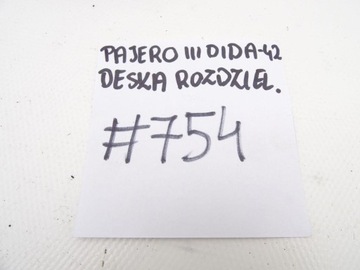 PAJERO III DIDA-42
DESKA ROZDZIEL.
#754